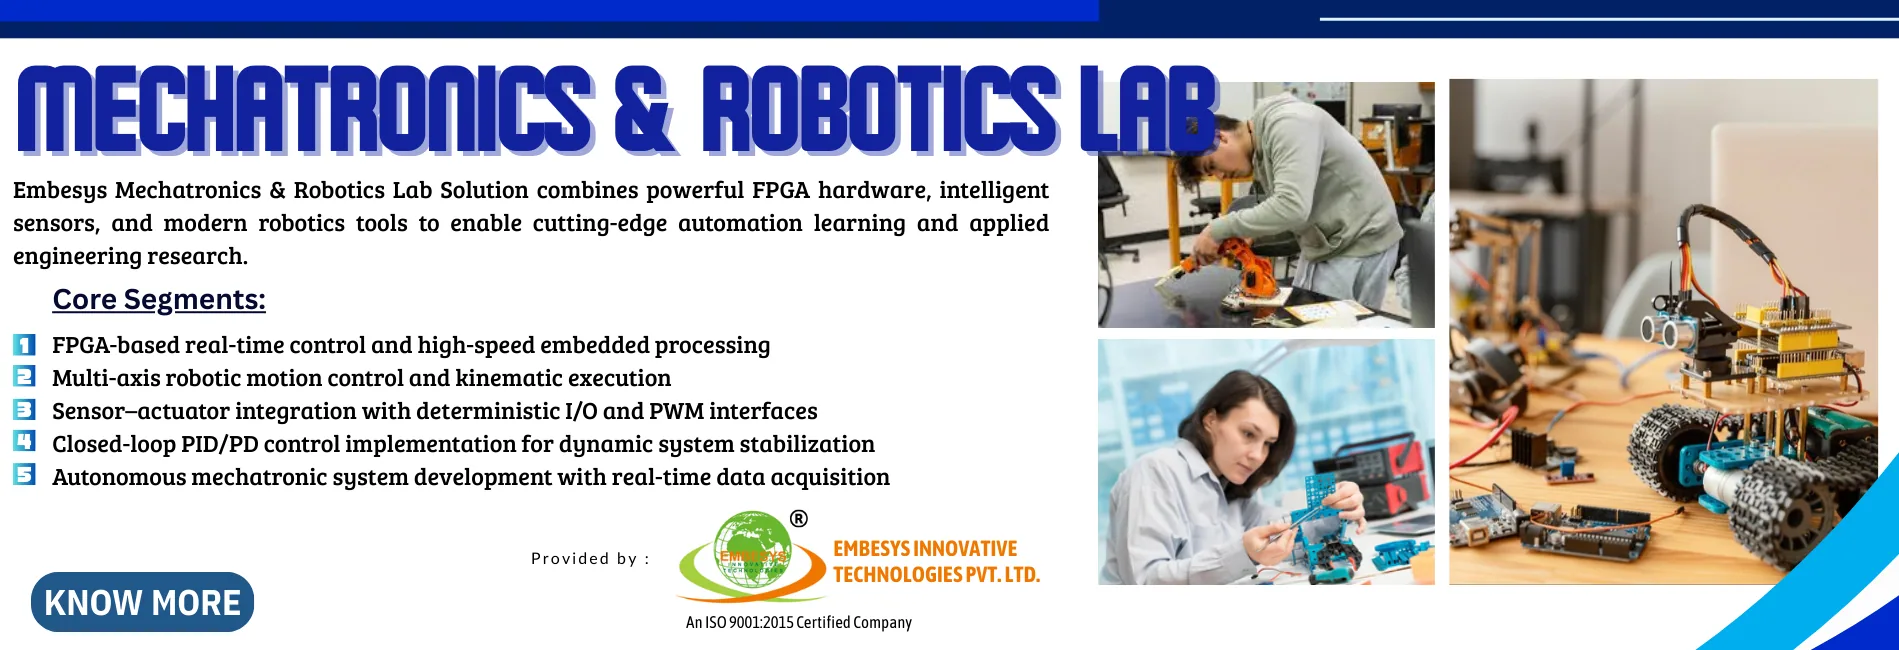 MECHATRONICS & ROBOTICS LAB
Embesys Mechatronics & Robotics Lab Solution combines powerful FPGA hardware, intelligent
sensors, and modern robotics tools to enable cutting-edge automation learning and applied
engineering research.
Core Segments:
1 FPGA-based real-time control and high-speed embedded processing
2 Multi-axis robotic motion control and kinematic execution
3 Sensor–actuator integration with deterministic I/O and PWM interfaces
4 Closed-loop PID/PD control implementation for dynamic system stabilization
5 Autonomous mechatronic system development with real-time data acquisition
Provided by :
®
EMBESYS
INNOVATIVE
TECHNOLOGIES
EMBESYS INNOVATIVE
TECHNOLOGIES PVT. LTD.
An ISO 9001:2015 Certified Company
KNOW MORE